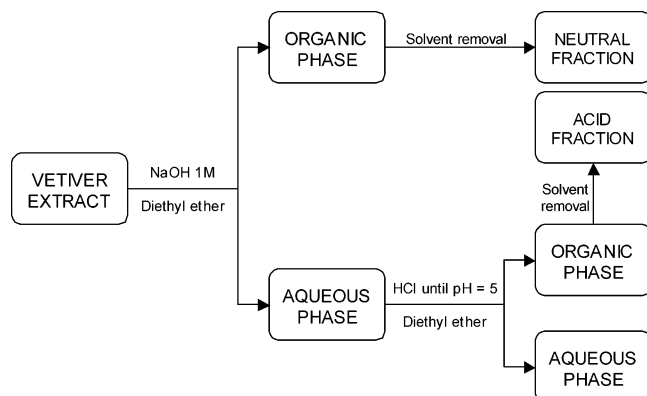 ORGANIC
PHASE
Solvent removal
NEUTRAL
FRACTION
ACID
FRACTION
VETIVER
EXTRACT
NaOH 1M
Diethyl ether
Solvent
removal
ORGANIC
PHASE
AQUEOUS
PHASE
HCl until pH = 5
Diethyl ether
AQUEOUS
PHASE